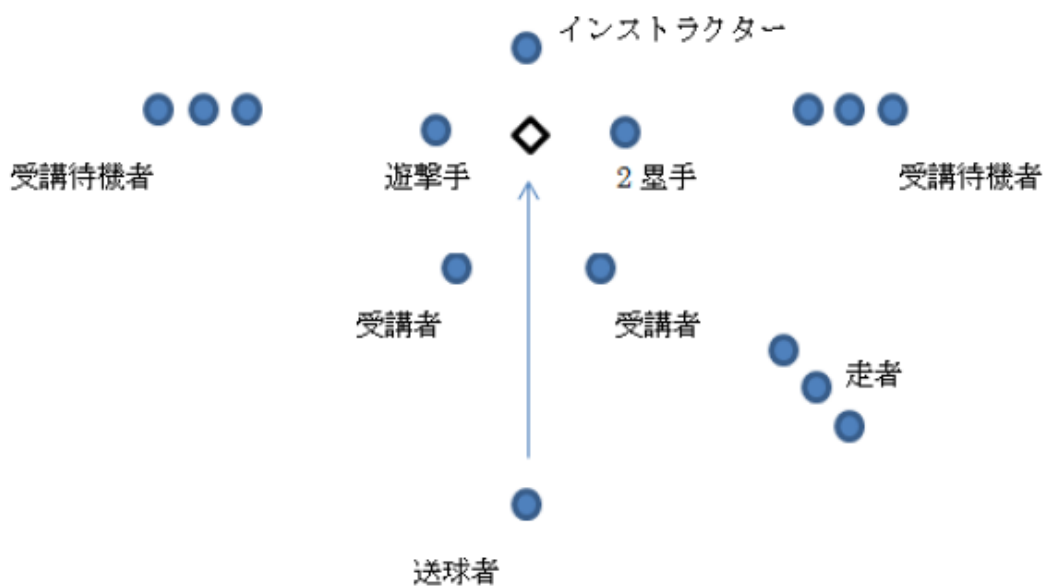 インストラクター
受講待機者
遊撃手
2塁手
受講待機者
受講者
受講者
走者
送球者